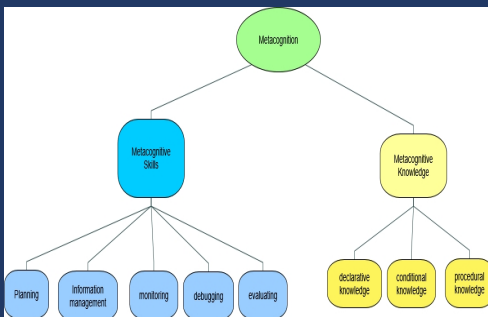 Metacognition
Metacognitive
Skills
Metacognitive
Knowledge
Planning
Information
management
monitoring
debugging
evaluating
declarative
knowledge
conditional
knowledge
procedural
knowledge